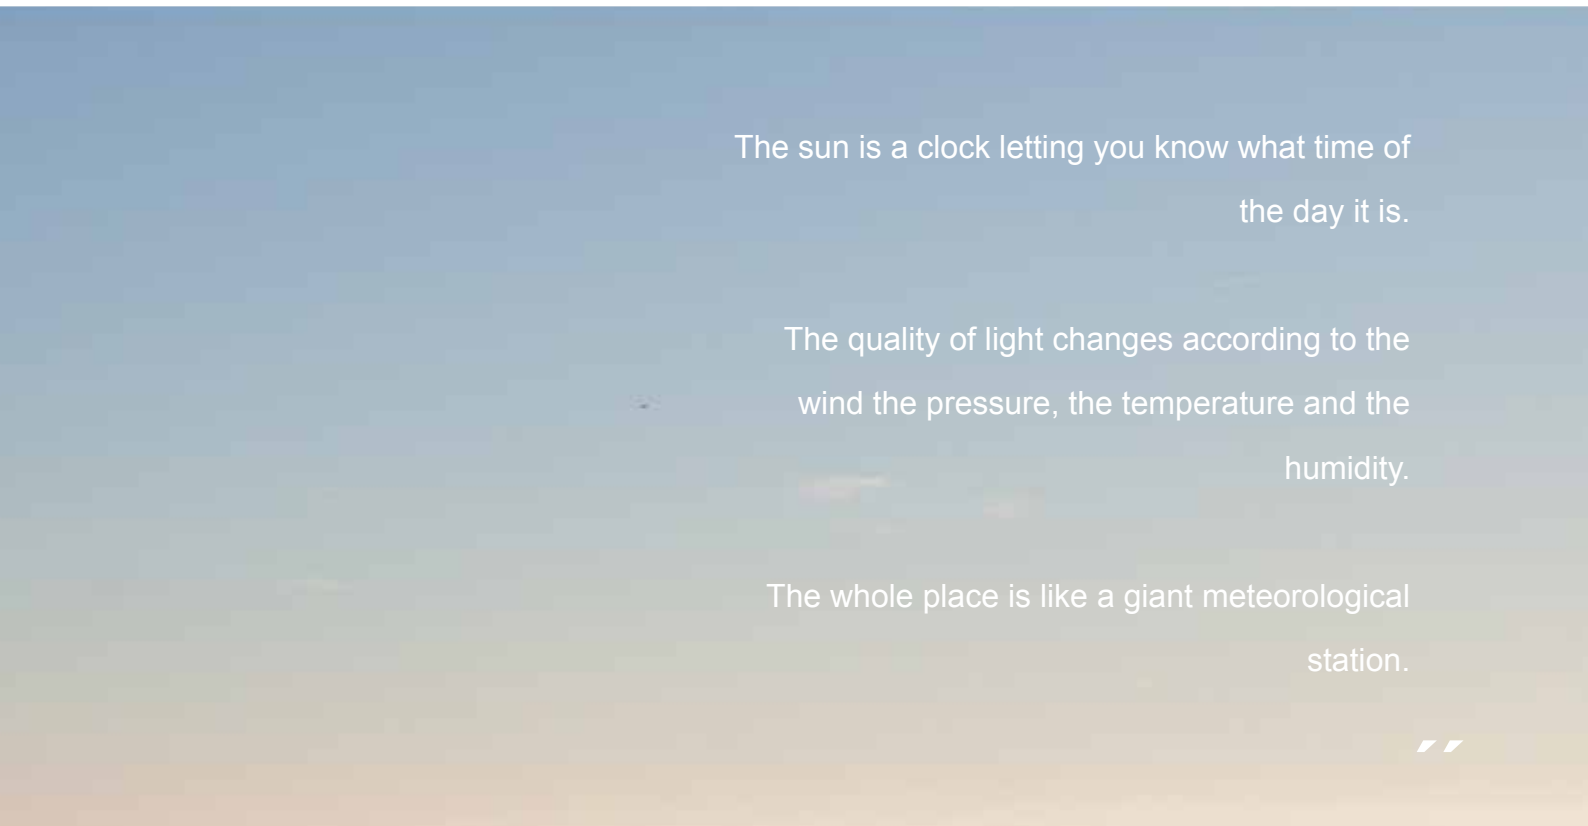 The sun is a clock letting you know what time of
the day it is.
The quality of light changes according to the
wind the pressure, the temperature and the
humidity.
The whole place is like a giant meteorological
station.
”